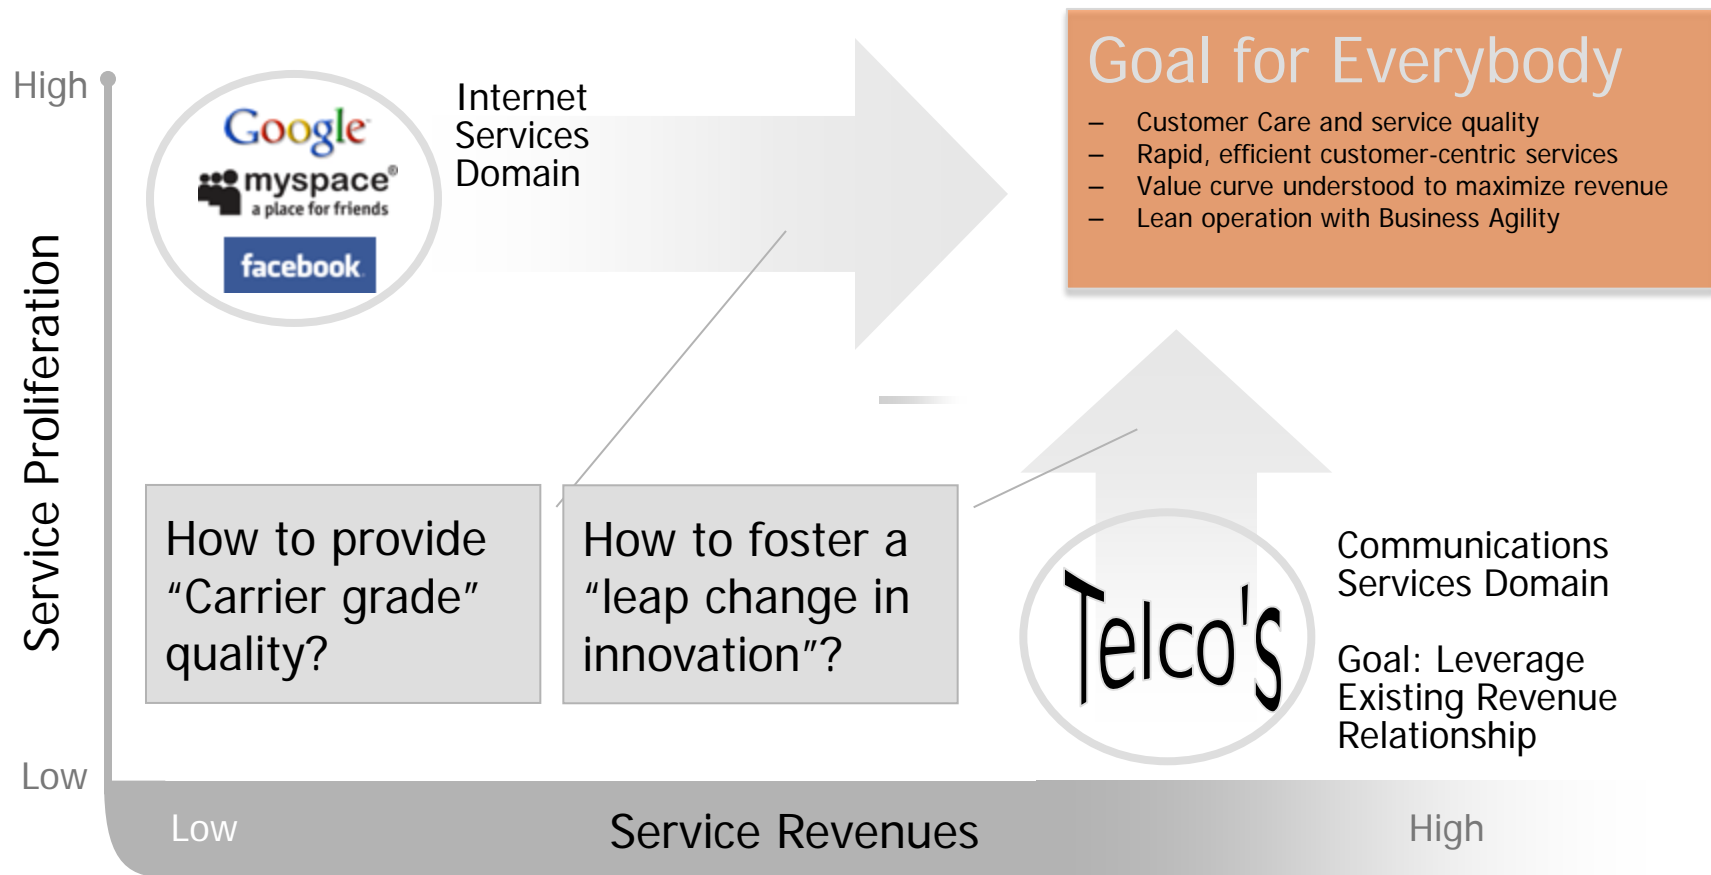 High
Google
myspace®
a place for friends
facebook
Internet
Services
Domain
Goal for Everybody
– Customer Care and service quality
– Rapid, efficient customer-centric services
– Value curve understood to maximize revenue
– Lean operation with Business Agility
Service Proliferation
How to provide
“Carrier grade”
quality?
How to foster a
“leap change in
innovation”?
Telco's
Communications
Services Domain
Goal: Leverage
Existing Revenue
Relationship
Low
Low
Service Revenues
High